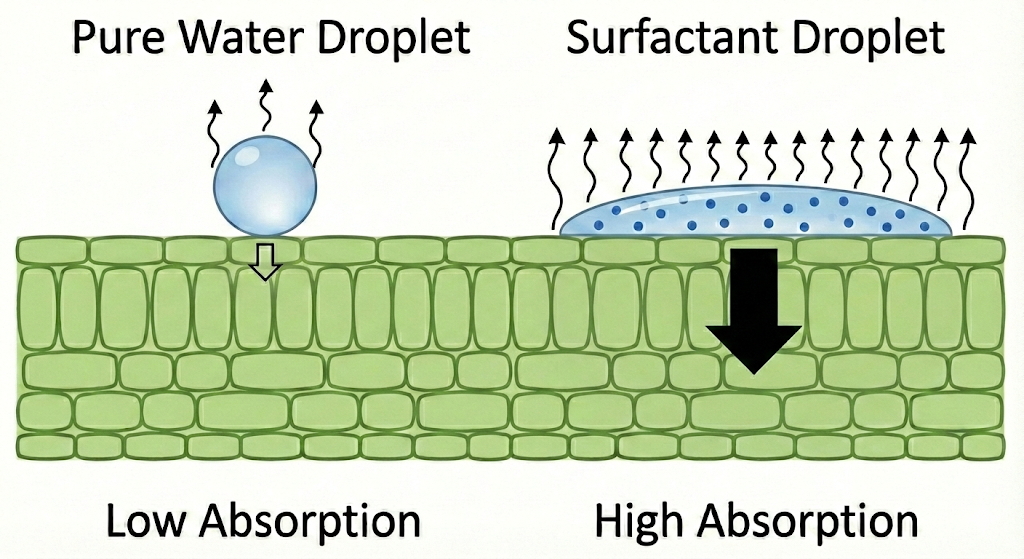 Pure Water Droplet
Surfactant Droplet
Low Absorption
High Absorption